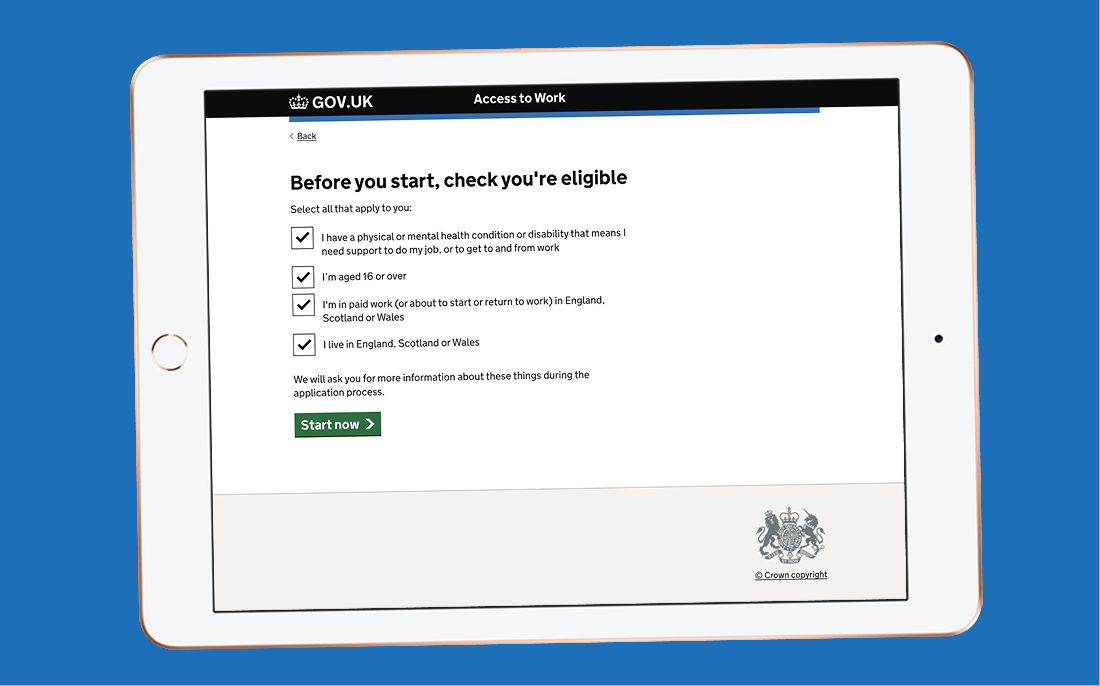 GOV.UK
Access to Work
Back
Before you start, check you're eligible
Select all that apply to you:
I have a physical or mental health condition or disability that means I
need support to do my job, or to get to and from work
I'm aged 16 or over
I'm in paid work (or about to start or return to work) in England,
Scotland or Wales
I live in England, Scotland or Wales
We will ask you for more information about these things during the
application process.
Start now
© Crown copyright